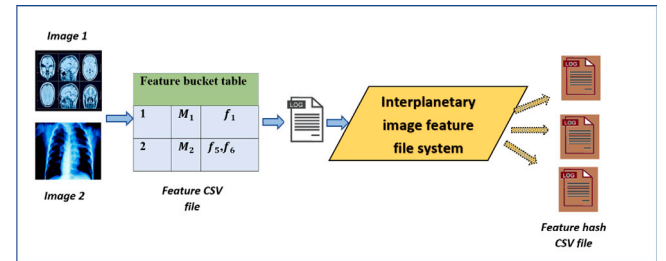 Image 1
Image 2
Feature bucket table
1 M₁ f₁
2 M₂ f₅,f₆
Feature CSV
file
LOG
Interplanetary
image feature
file system
LOG
LOG
LOG
Feature hash
CSV file